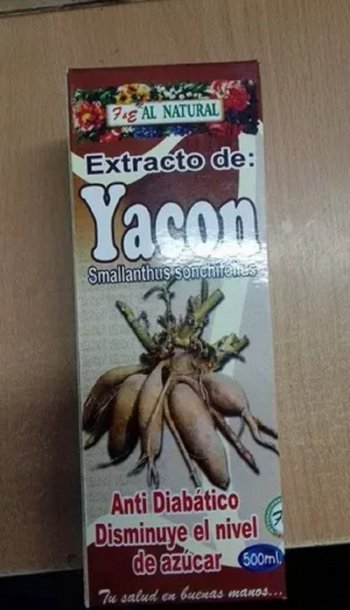 F&E AL NATURAL
Extracto de:
Yacon
Smallanthus sonchifolius
Anti Diabático
Disminuye el nivel
de azúcar
500ml
Tu salud en buenas manos...